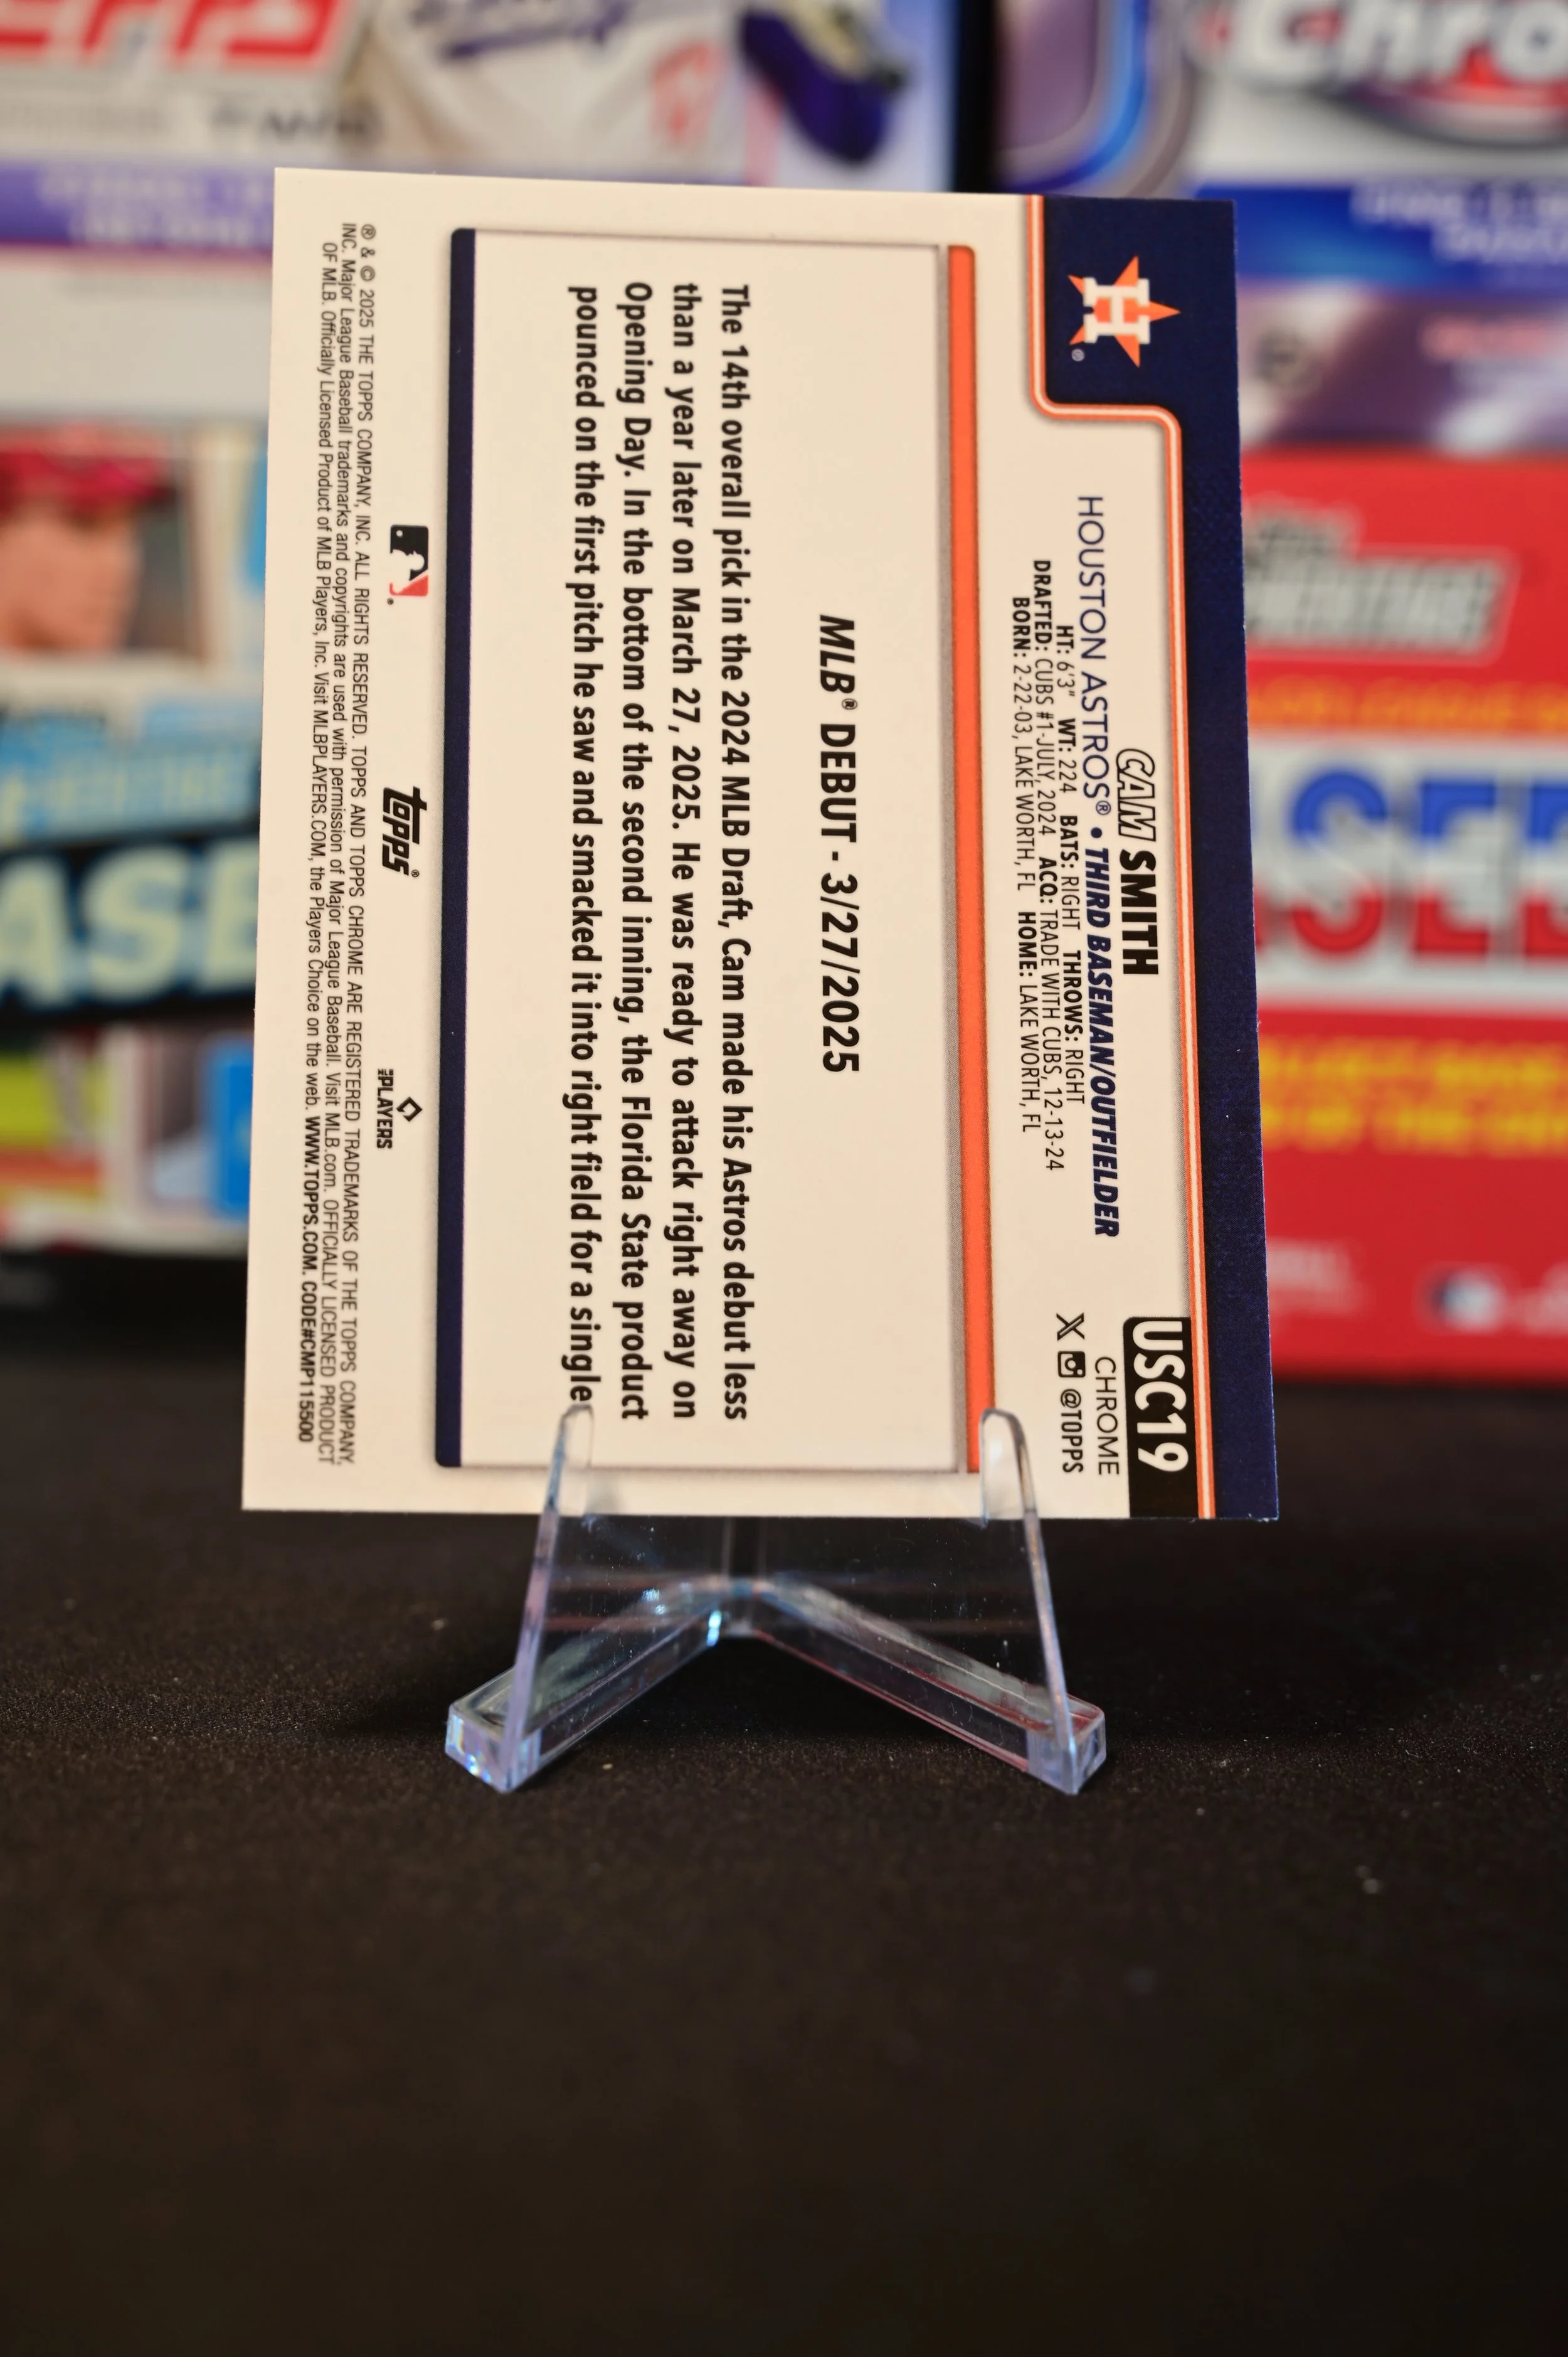 USC19
CHROME
@TOPPS
CAM SMITH
HOUSTON ASTROS® • THIRD BASEMAN/OUTFIELDER
HT: 6'3" WT: 224 BATS: RIGHT THROWS: RIGHT
DRAFTED: CUBS #1-JULY, 2024 ACQ: TRADE WITH CUBS, 12-13-24
BORN: 2-22-03, LAKE WORTH, FL HOME: LAKE WORTH, FL
H®
MLB® DEBUT - 3/27/2025
The 14th overall pick in the 2024 MLB Draft, Cam made his Astros debut less
than a year later on March 27, 2025. He was ready to attack right away on
Opening Day. In the bottom of the second inning, the Florida State product
pounced on the first pitch he saw and smacked it into right field for a single.
topps®
PLAYERS
® & © 2025 THE TOPPS COMPANY, INC. ALL RIGHTS RESERVED. TOPPS AND TOPPS CHROME ARE REGISTERED TRADEMARKS OF THE TOPPS COMPANY,
INC. Major League Baseball trademarks and copyrights are used with permission of Major League Baseball. Visit MLB.com. OFFICIALLY LICENSED PRODUCT
OF MLB. Officially Licensed Product of MLB Players, Inc. Visit MLBPLAYERS.COM, the Players Choice on the web. WWW.TOPPS.COM. CODE#CMP115500
Chro